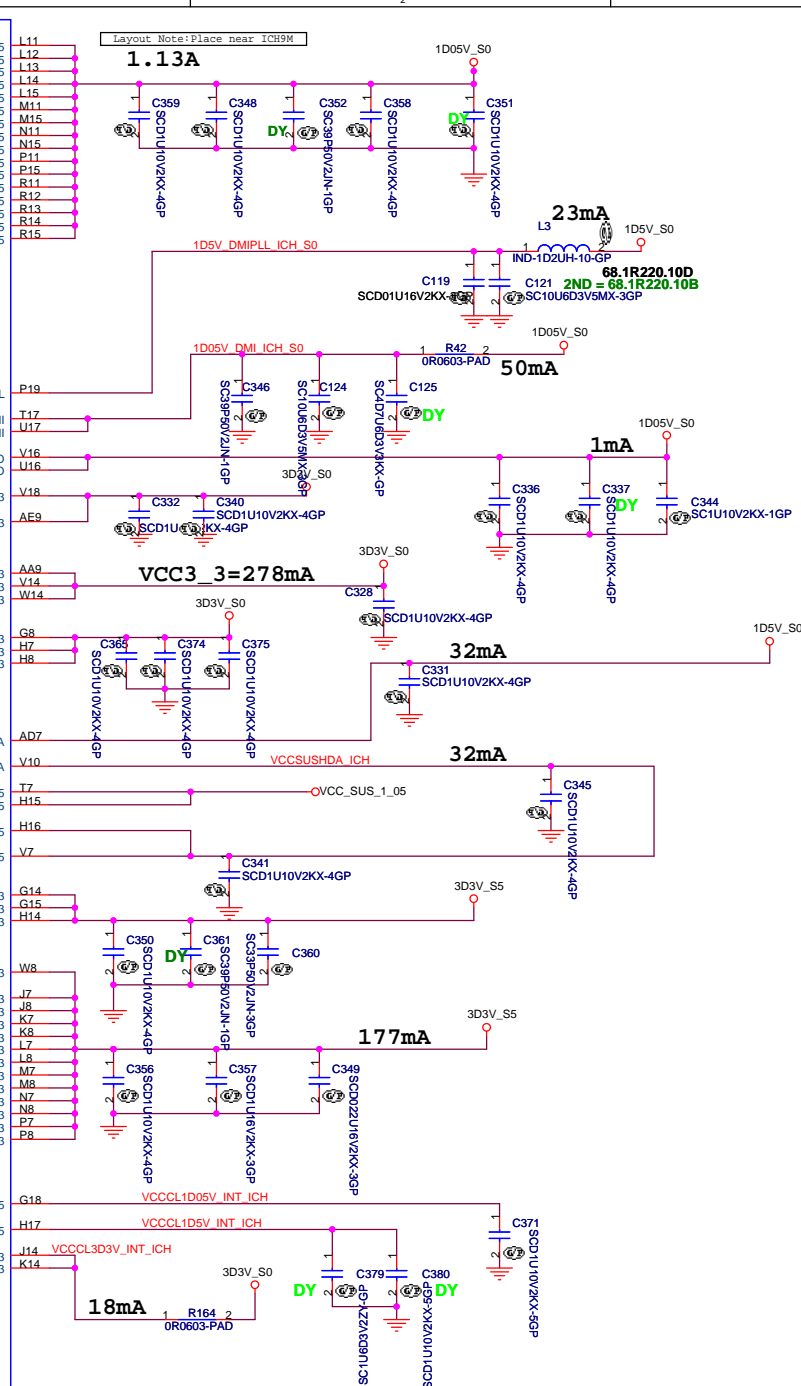 2
Layout Note:Place near ICH9M
1.13A
1D05V_S0
L11
L12
L13
L14
L15
M11
M15
N11
N15
P11
P15
R11
R12
R13
R14
R15
C359
SCD1U10V2KX-4GP
C348
SCD1U10V2KX-4GP
C352
DY
SC39P50V2JN-1GP
C358
SCD1U10V2KX-4GP
C351
DY
SCD1U10V2KX-4GP
23mA
L3
1D5V_S0
1D5V_DMIPLL_ICH_S0
1
2
IND-1D2UH-10-GP
68.1R220.10D
2ND = 68.1R220.10B
C119
C121
SC10U6D3V5MX-3GP
1D05V_S0
1D05V_DMI_ICH_S0
1
R42
2
0R0603-PAD
50mA
P19
T17
U17
C346
SC39P50V2JN-1GP
C124
SC10U6D3V5MX-3GP
C125
SC4D7U6D3V3KX-GP
DY
V16
U16
1mA
1D05V_S0
V18
AE9
3D3V_S0
C332
C340
SCD1U10V2KX-4GP
C336
SCD1U10V2KX-4GP
C337
DY
SCD1U10V2KX-4GP
C344
SC1U10V2KX-1GP
AA9
V14
W14
VCC3_3=278mA
3D3V_S0
C328
SCD1U10V2KX-4GP
G8
H7
H8
3D3V_S0
C365
SCD1U10V2KX-4GP
C374
SCD1U10V2KX-4GP
C375
SCD1U10V2KX-4GP
32mA
1D5V_S0
C331
SCD1U10V2KX-4GP
AD7
V10
VCCSUSHDA_ICH
32mA
T7
H15
VCC_SUS_1_05
C345
SCD1U10V2KX-4GP
H16
V7
C341
SCD1U10V2KX-4GP
G14
G15
H14
3D3V_S5
C350
SCD1U10V2KX-4GP
DY
C361
SC39P50V2JN-1GP
C360
SC33P50V2JN-3GP
W8
J7
J8
K7
K8
L7
L8
M7
M8
N7
N8
P7
P8
177mA
3D3V_S5
C356
SCD1U10V2KX-4GP
C357
SCD1U16V2KX-3GP
C349
SCD022U16V2KX-3GP
G18
VCCCL1D05V_INT_ICH
H17
VCCCL1D5V_INT_ICH
C371
SCD1U10V2KX-5GP
J14
VCCCL3D3V_INT_ICH
K14
3D3V_S0
18mA
1
R164
2
0R0603-PAD
DY
C379
C380
DY